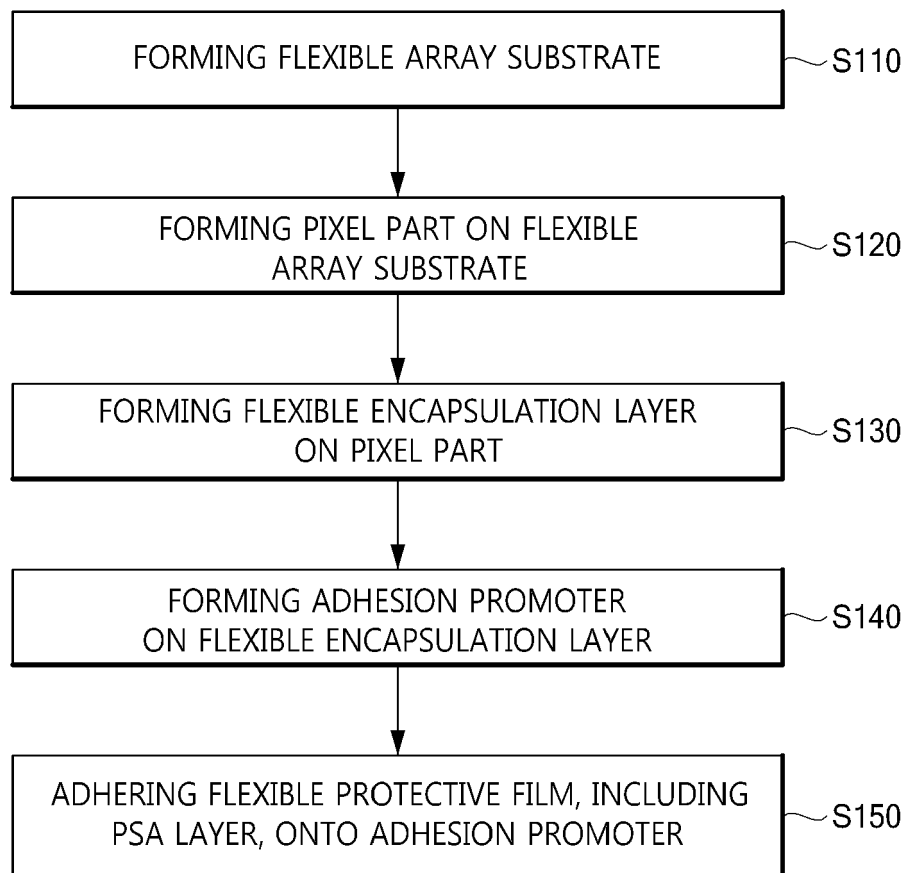 FORMING FLEXIBLE ARRAY SUBSTRATE
S110
FORMING PIXEL PART ON FLEXIBLE
ARRAY SUBSTRATE
S120
FORMING FLEXIBLE ENCAPSULATION LAYER
ON PIXEL PART
S130
FORMING ADHESION PROMOTER
ON FLEXIBLE ENCAPSULATION LAYER
S140
ADHERING FLEXIBLE PROTECTIVE FILM, INCLUDING
PSA LAYER, ONTO ADHESION PROMOTER
S150